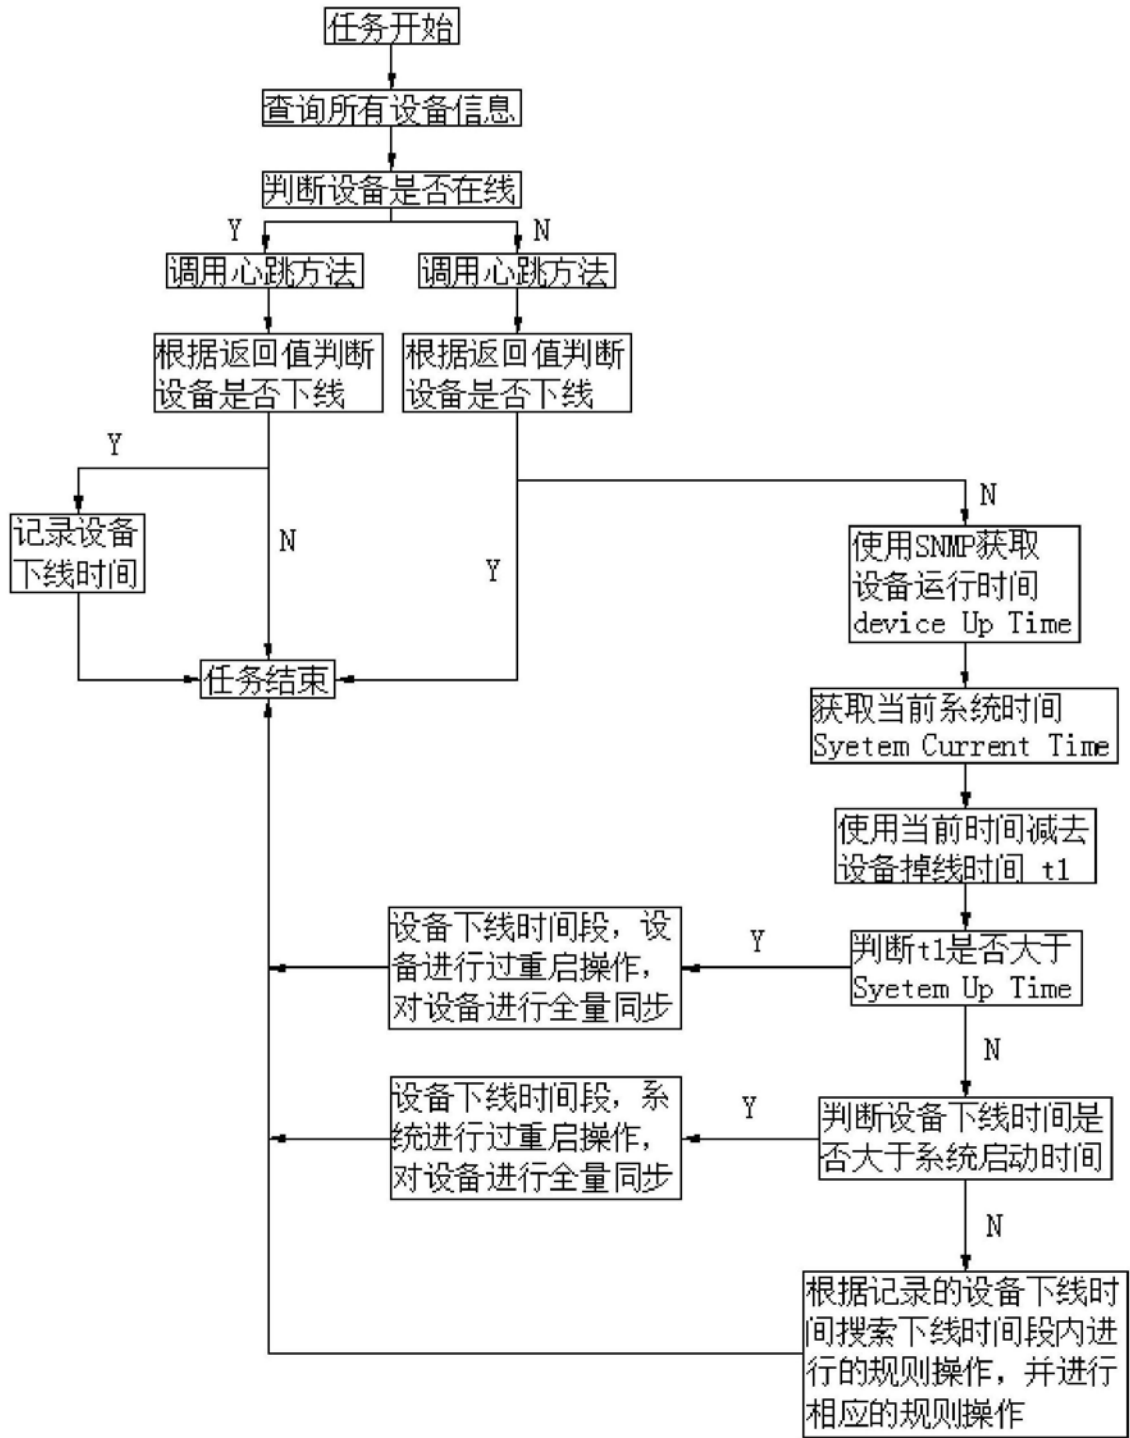 任务开始
查询所有设备信息
判断设备是否在线
Y
N
调用心跳方法
调用心跳方法
根据返回值判断
设备是否下线
根据返回值判断
设备是否下线
Y
N
记录设备
下线时间
N
Y
使用SNMP获取
设备运行时间
device Up Time
任务结束
获取当前系统时间
Syetem Current Time
使用当前时间减去
设备掉线时间 t1
设备下线时间段，设
备进行过重启操作，
对设备进行全量同步
Y
判断t1是否大于
Syetem Up Time
N
设备下线时间段，系
统进行过重启操作，
对设备进行全量同步
Y
判断设备下线时间是
否大于系统启动时间
N
根据记录的设备下线时
间搜索下线时间段内进
行的规则操作，并进行
相应的规则操作